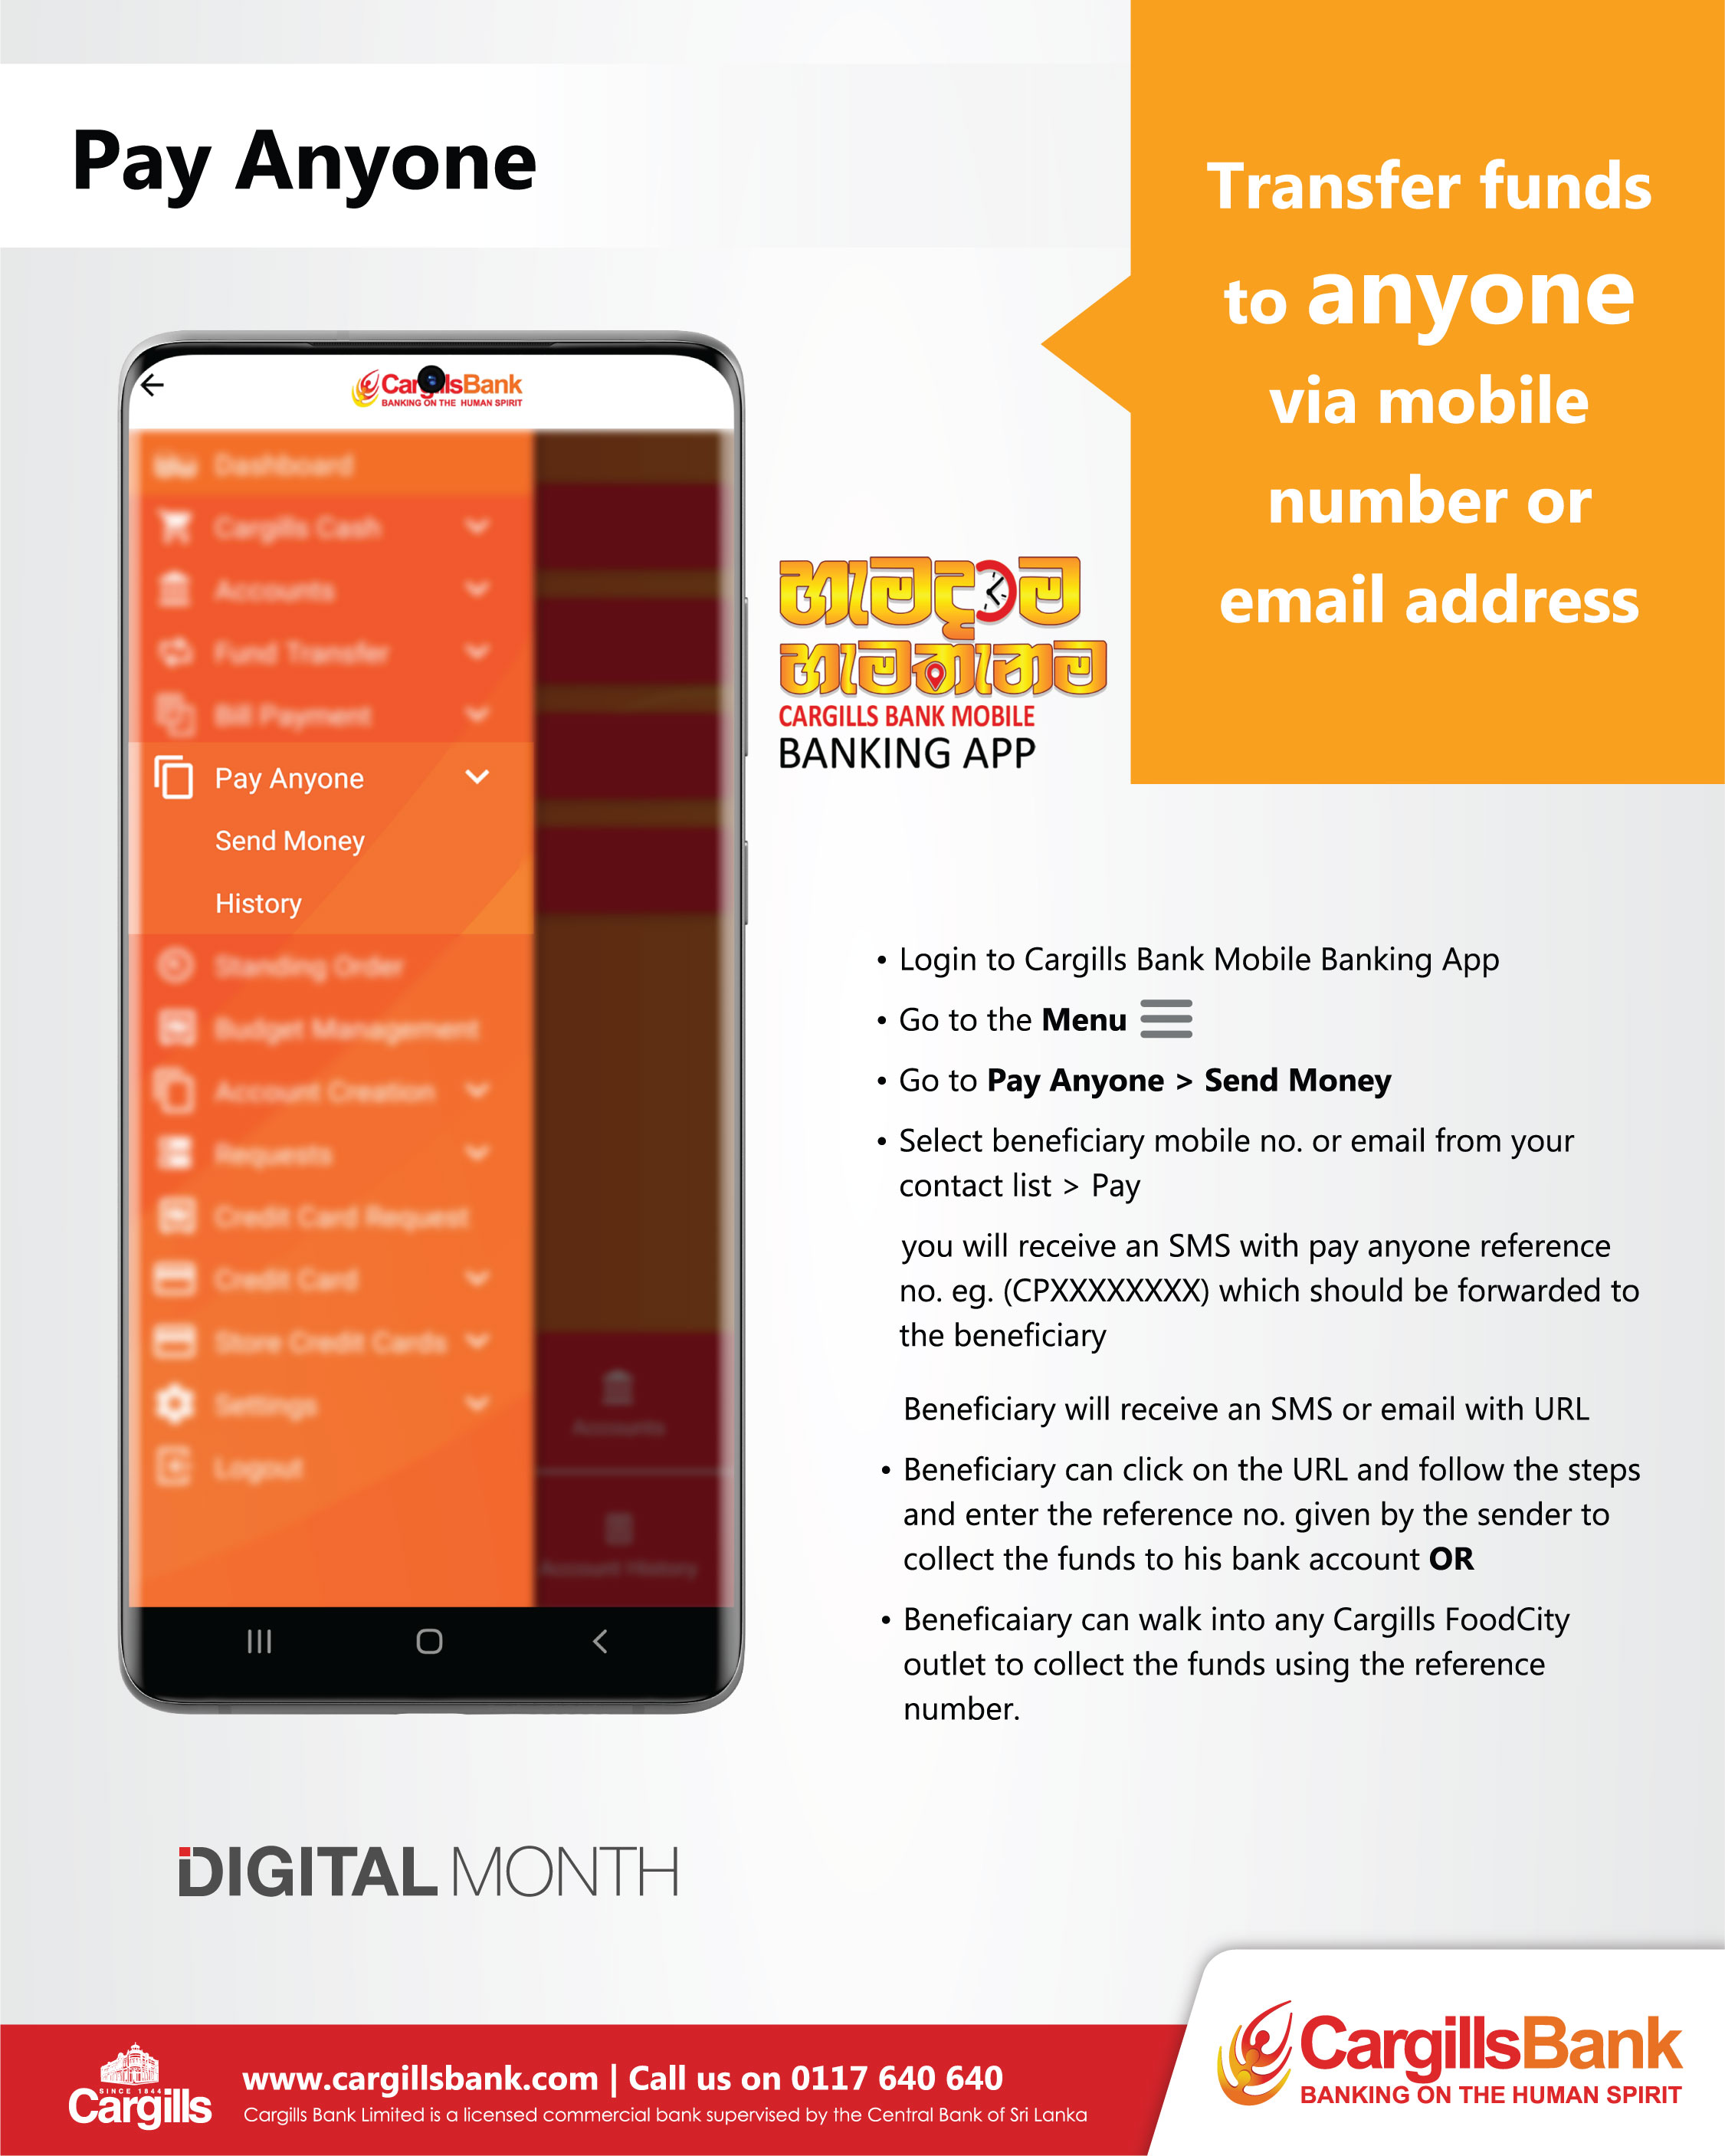 Pay Anyone
Transfer funds
to anyone
via mobile
number or
email address
CargillsBank
BANKING ON THE HUMAN SPIRIT
Dashboard
Cargills Cash
Accounts
Fund Transfer
Bill Payment
Pay Anyone
Send Money
History
Standing Order
Budget Management
Account Creation
Requests
Credit Card Request
Credit Card
Store Credit Cards
Settings
Logout
Accounts
Account History
හැමදාම
හැමතැනම
CARGILLS BANK MOBILE
BANKING APP
• Login to Cargills Bank Mobile Banking App
• Go to the Menu
• Go to Pay Anyone > Send Money
• Select beneficiary mobile no. or email from your
contact list > Pay
you will receive an SMS with pay anyone reference
no. eg. (CPXXXXXXXX) which should be forwarded to
the beneficiary
Beneficiary will receive an SMS or email with URL
• Beneficiary can click on the URL and follow the steps
and enter the reference no. given by the sender to
collect the funds to his bank account OR
• Beneficaiary can walk into any Cargills FoodCity
outlet to collect the funds using the reference
number.
DIGITAL MONTH
SINCE 1844
Cargills
www.cargillsbank.com | Call us on 0117 640 640
Cargills Bank Limited is a licensed commercial bank supervised by the Central Bank of Sri Lanka
CargillsBank
BANKING ON THE HUMAN SPIRIT